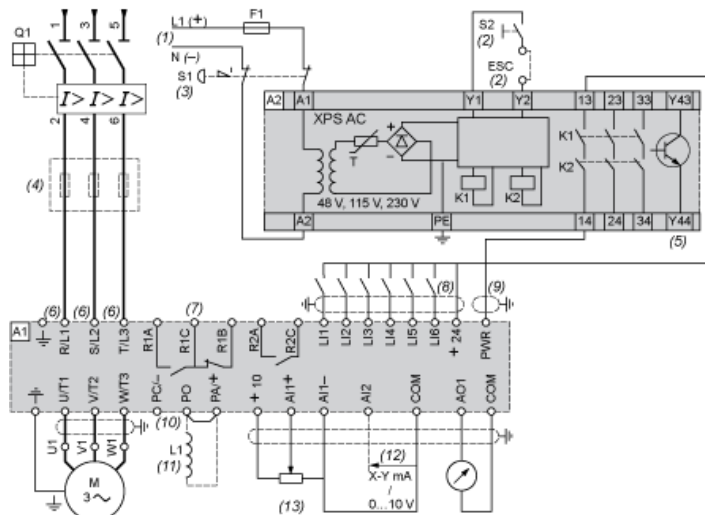 1 3 5
Q1
I> I> I>
2 4 6
(4)
L1 (+)
F1
(1)
N (–)
S1
(3)
S2
(2)
ESC
(2)
A2 A1 Y1 Y2 13 23 33 Y43
XPS AC
T
+
–
K1
K2
K1 K2
48 V, 115 V, 230 V
A2 PE 14 24 34 Y44
(5)
(6) (6) (6) (7) (8) (9)
A1
R/L1 S/L2 T/L3 R1A R1C R1B R2A R2C LI1 LI2 LI3 LI4 LI5 LI6 + 24 PWR
U/T1 V/T2 W/T3 PC/– PO PA/+ + 10 AI1+ AI1– AI2 COM AO1 COM
(10)
U1 V1 W1
L1
(11)
(12)
X-Y mA
/
0...10 V
(13)
M
3 ~